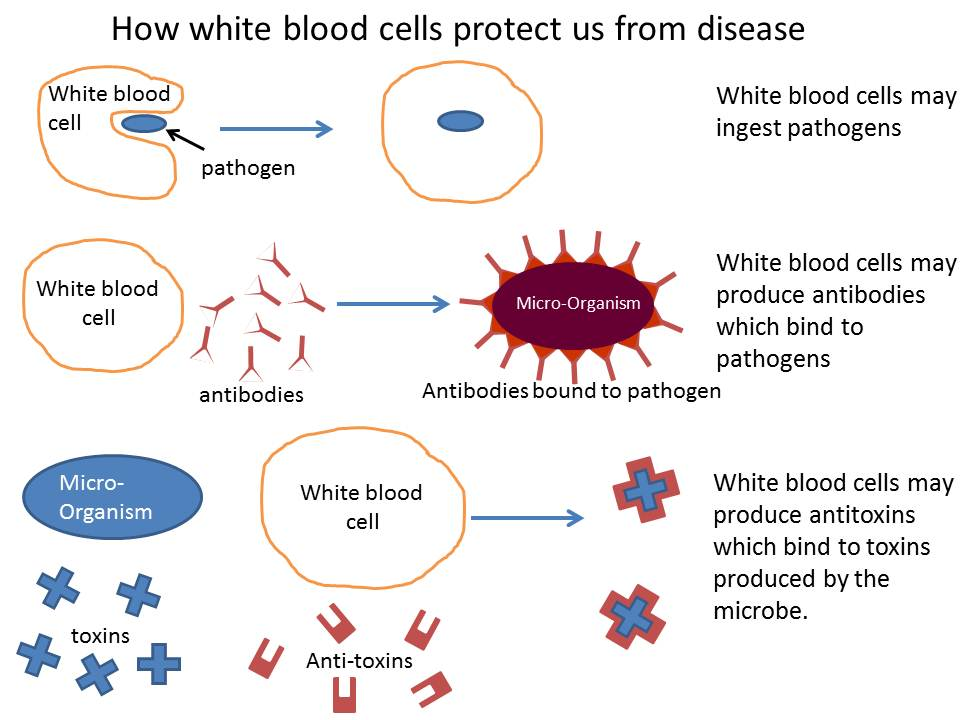 How white blood cells protect us from disease
White blood
cell
pathogen
White blood cells may
ingest pathogens
White blood
cell
antibodies
Micro-Organism
Antibodies bound to pathogen
White blood cells may
produce antibodies
which bind to
pathogens
Micro-
Organism
toxins
White blood
cell
Anti-toxins
White blood cells may
produce antitoxins
which bind to toxins
produced by the
microbe.